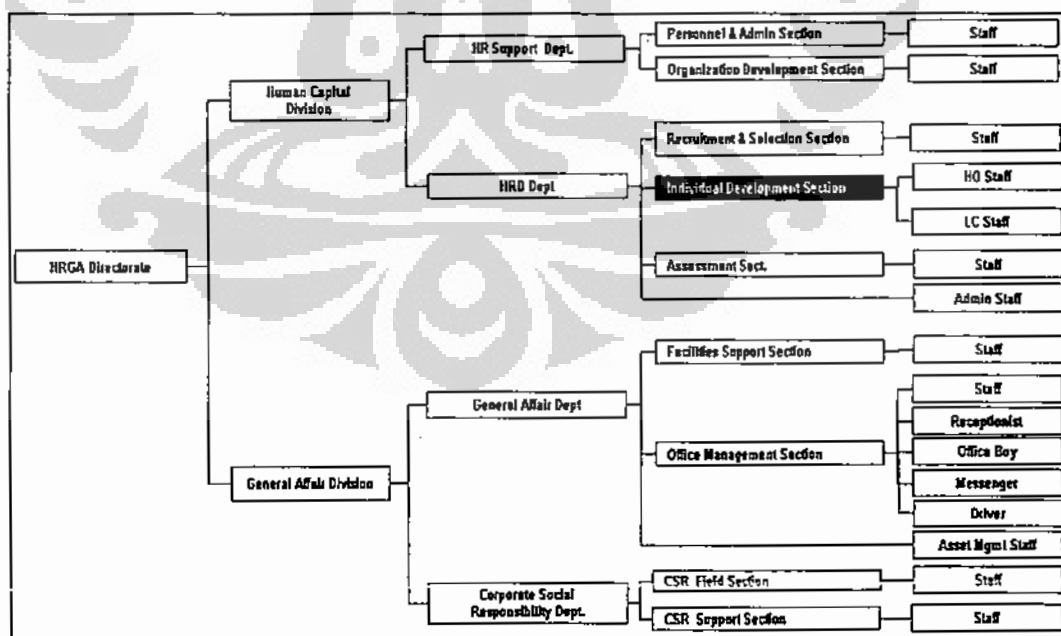 Personnel & Admin Section
Staff
HR Support Dept.
Organization Development Section
Staff
Human Capital
Division
Recruitment & Selection Section
Staff
HRD Dept
Individual Development Section
HO Staff
LC Staff
HRGA Directorate
Assessment Sect.
Staff
Admin Staff
Facilities Support Section
Staff
General Affair Dept
Staff
Receptionist
Office Management Section
Office Boy
General Affair Division
Messenger
Driver
Asset Mgmt Staff
Corporate Social
Responsibility Dept.
CSR Field Section
Staff
CSR Support Section
Staff